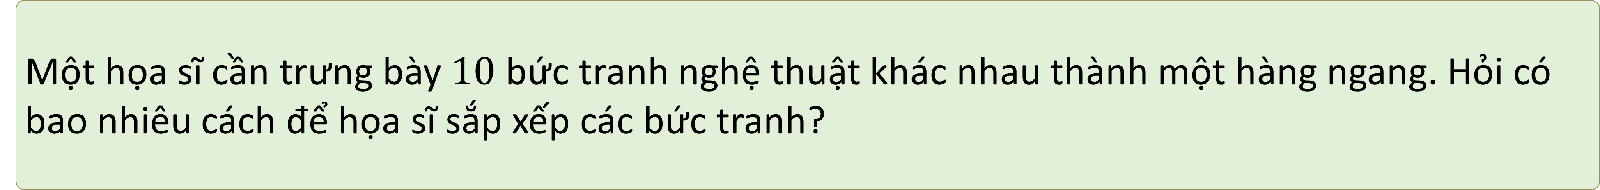 Một họa sĩ cần trưng bày 10 bức tranh nghệ thuật khác nhau thành một hàng ngang. Hỏi có
bao nhiêu cách để họa sĩ sắp xếp các bức tranh?